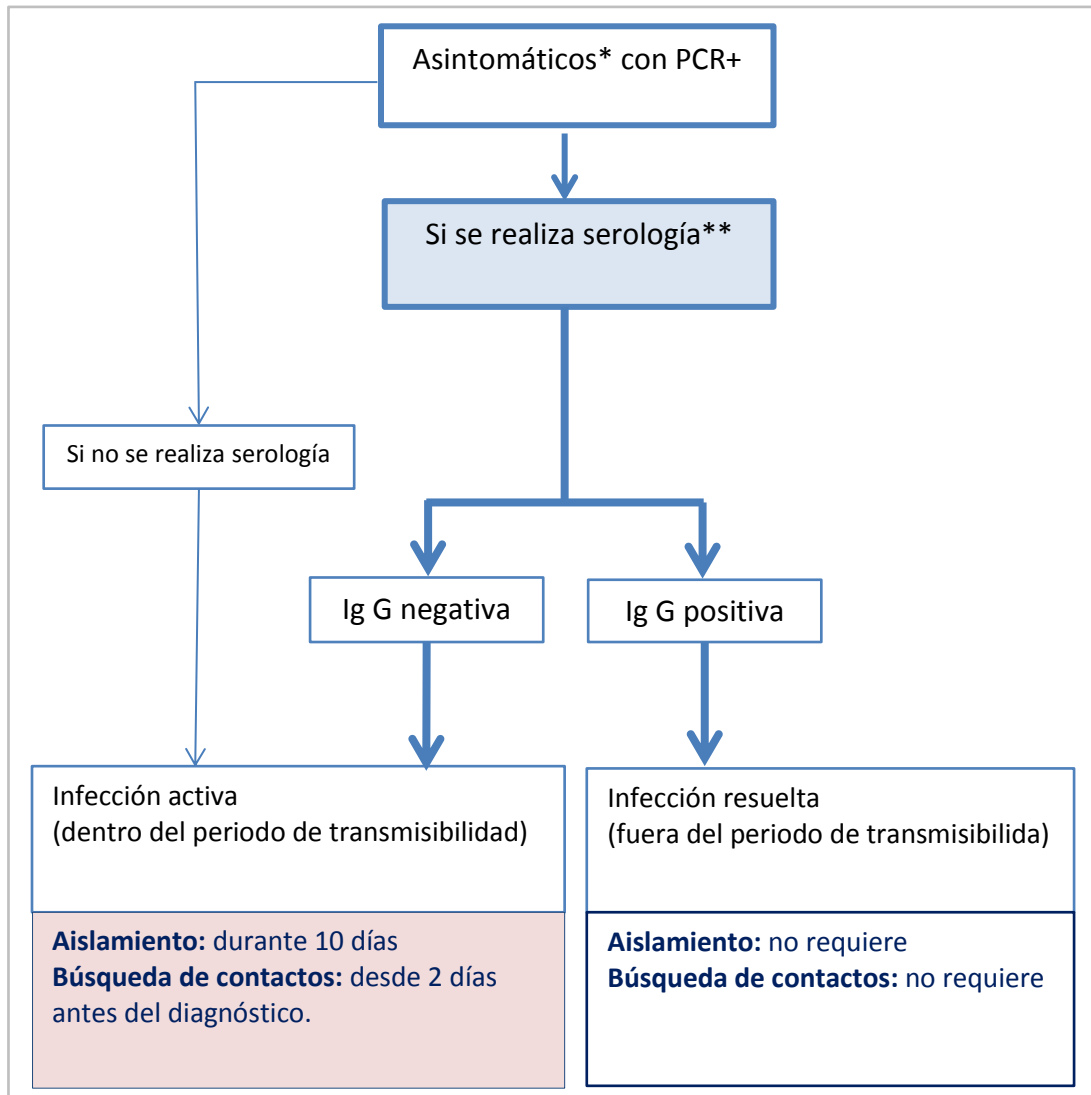 Asintomáticos* con PCR+
Si se realiza serología**
Si no se realiza serología
Ig G negativa
Ig G positiva
Infección activa
(dentro del periodo de transmisibilidad)
Aislamiento: durante 10 días
Búsqueda de contactos: desde 2 días
antes del diagnóstico.
Infección resuelta
(fuera del periodo de transmisibilida)
Aislamiento: no requiere
Búsqueda de contactos: no requiere